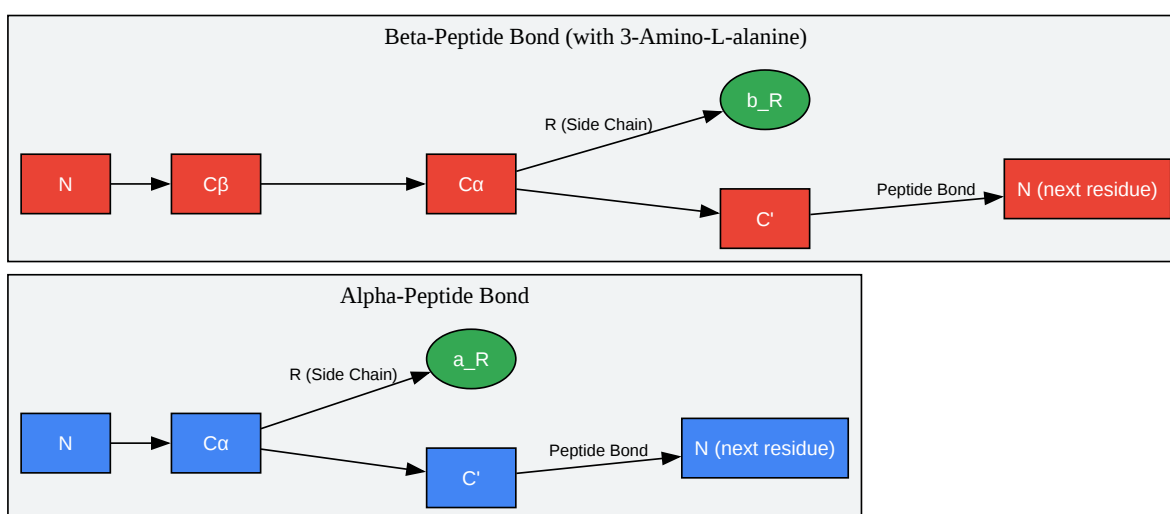 Beta-Peptide Bond (with 3-Amino-L-alanine)
b_R
R (Side Chain)
N
Cβ
Cα
C'
Peptide Bond
N (next residue)
Alpha-Peptide Bond
a_R
R (Side Chain)
N
Cα
C'
Peptide Bond
N (next residue)